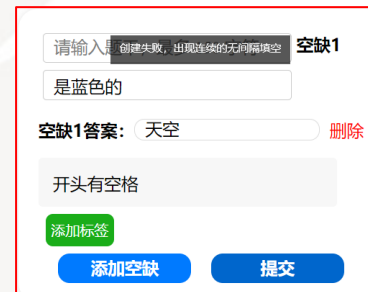 请输入题
创建失败，出现连续的无间隔填空
空缺1
是蓝色的
空缺1答案：
天空
删除
开头有空格
添加标签
添加空缺
提交